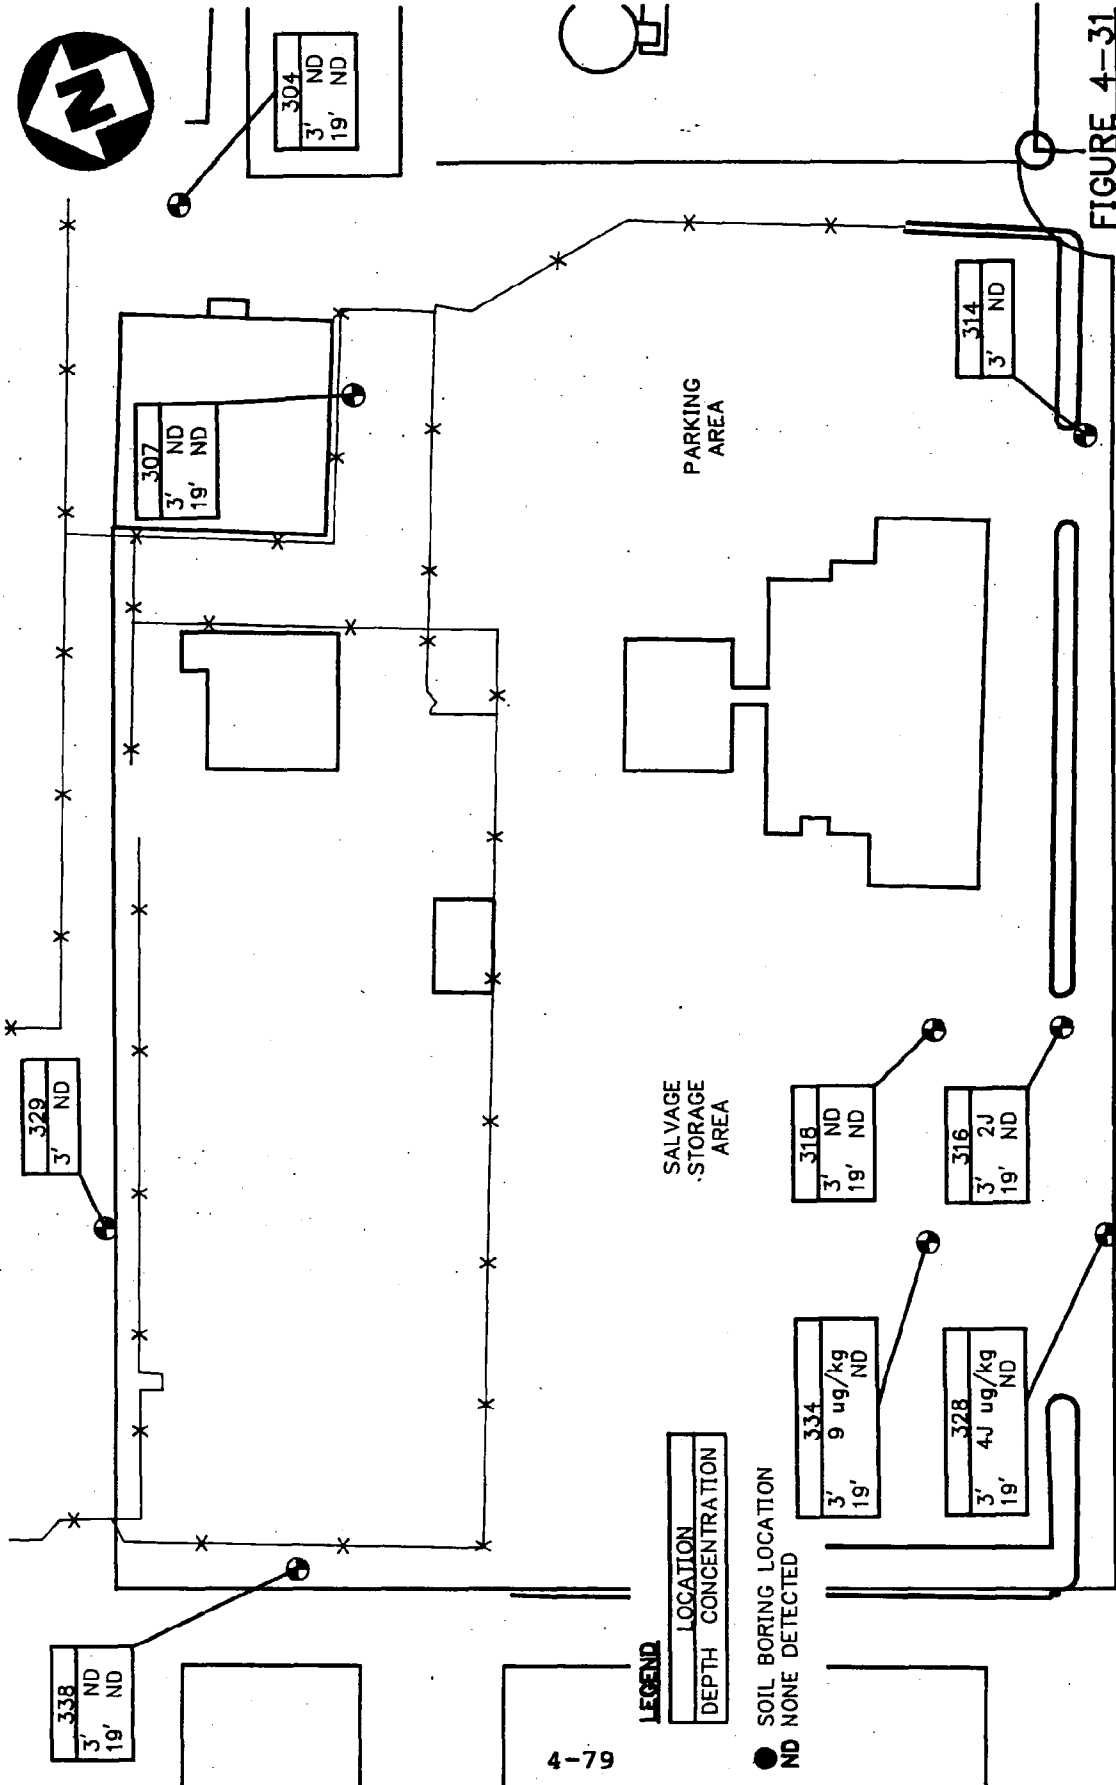 N
304
3' ND
19' ND
307
3' ND
19' ND
329
3' ND
338
3' ND
19' ND
PARKING
AREA
314
3' ND
SALVAGE
STORAGE
AREA
318
3' ND
19' ND
316
3' 2J
19' ND
334
3' 9 ug/kg
19' ND
328
3' 4J ug/kg
19' ND
LEGEND
LOCATION
DEPTH CONCENTRATION
SOIL BORING LOCATION
ND NONE DETECTED
FIGURE 4-31
4-79